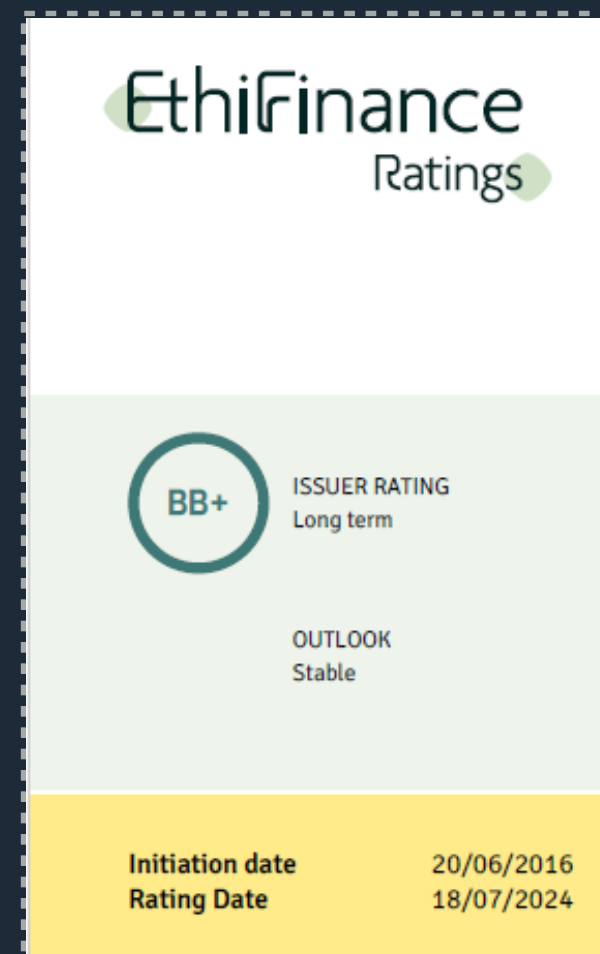 EthiFinance
Ratings
BB+
ISSUER RATING
Long term
OUTLOOK
Stable
Initiation date 20/06/2016
Rating Date 18/07/2024